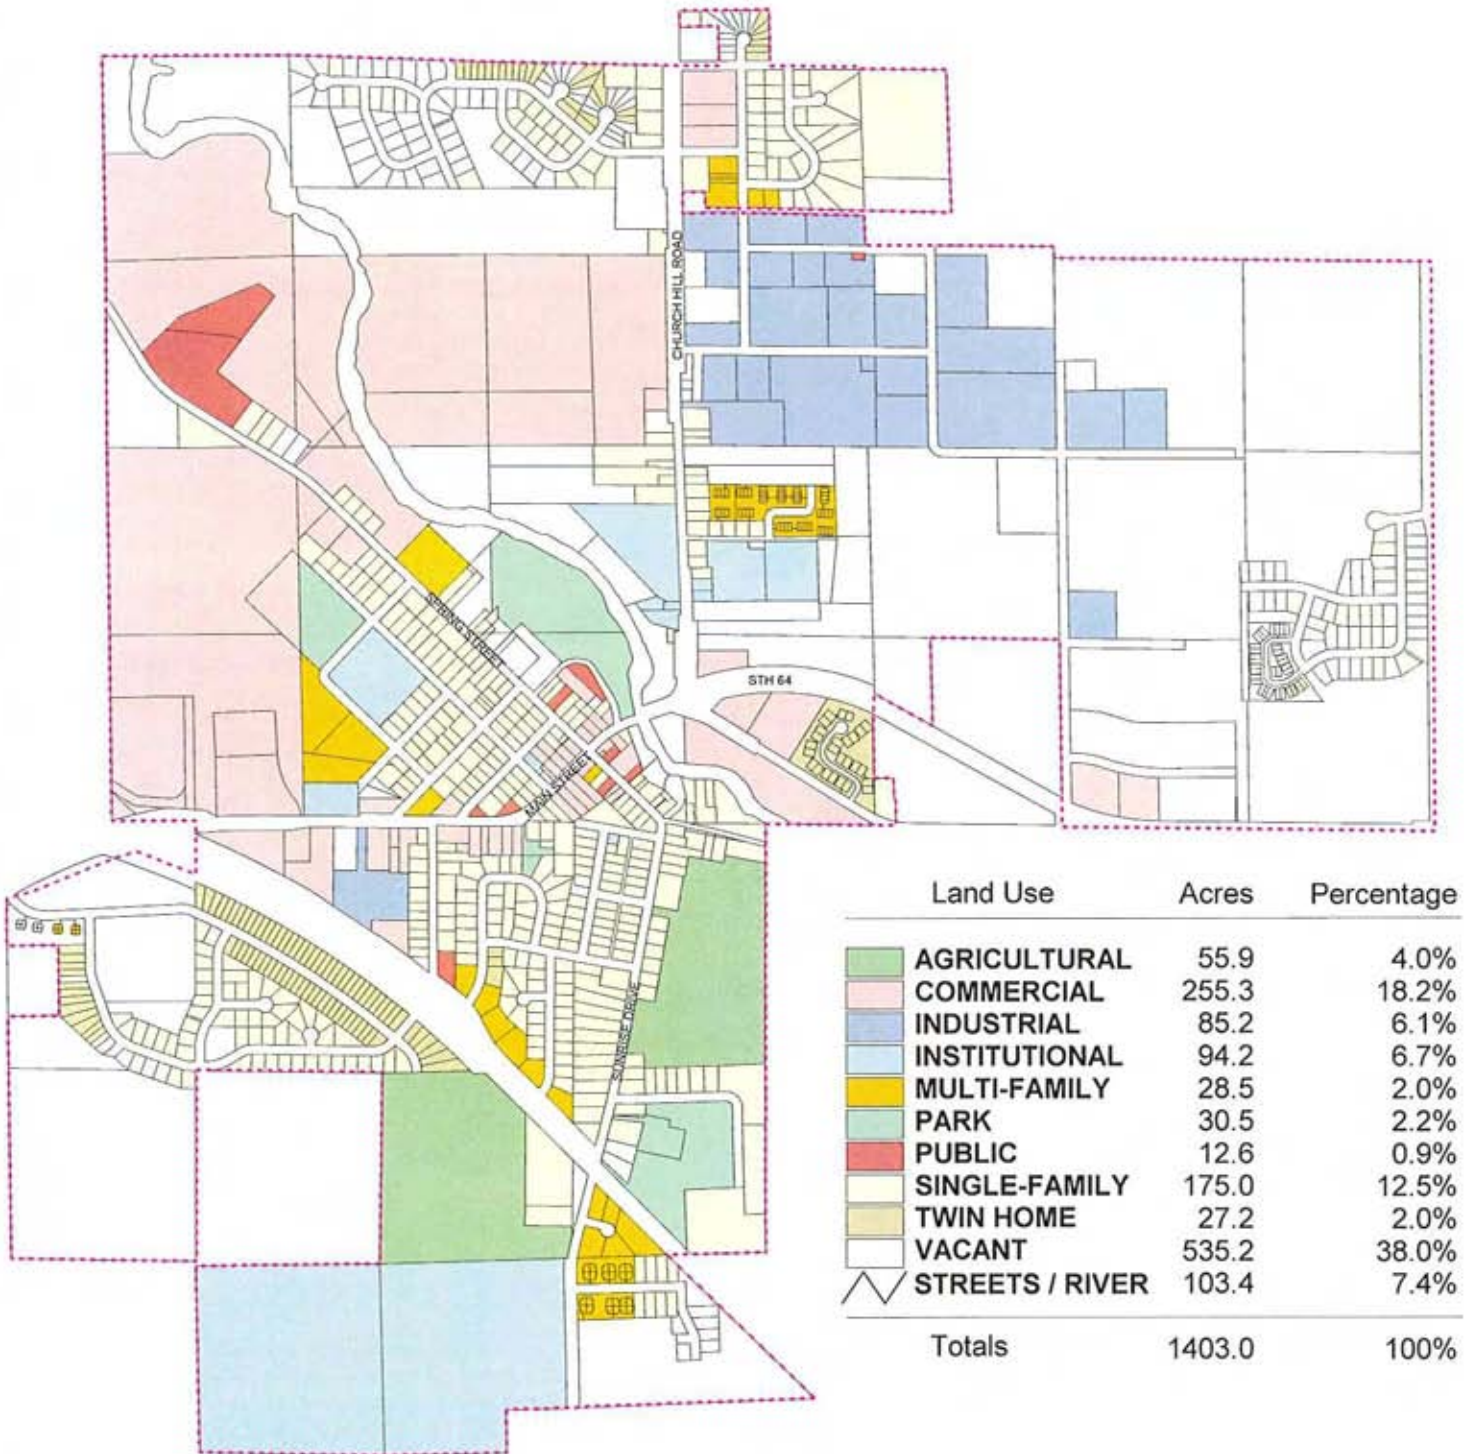 CHURCH HILL ROAD
SPRING STREET
STH 64
MAIN STREET
SUNRISE DRIVE
Land Use Acres Percentage
AGRICULTURAL 55.9 4.0%
COMMERCIAL 255.3 18.2%
INDUSTRIAL 85.2 6.1%
INSTITUTIONAL 94.2 6.7%
MULTI-FAMILY 28.5 2.0%
PARK 30.5 2.2%
PUBLIC 12.6 0.9%
SINGLE-FAMILY 175.0 12.5%
TWIN HOME 27.2 2.0%
VACANT 535.2 38.0%
STREETS / RIVER 103.4 7.4%
Totals 1403.0 100%